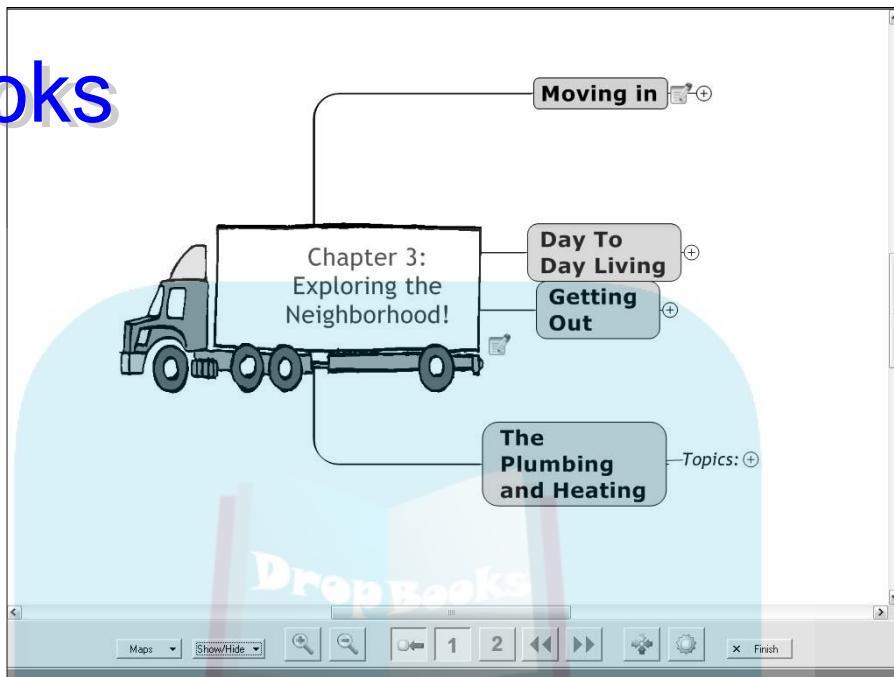 oks
Moving in
Day To
Day Living
Chapter 3:
Exploring the
Neighborhood!
Getting
Out
The
Plumbing
and Heating
Topics:
DropBooks
Maps
Show/Hide
1
2
Finish